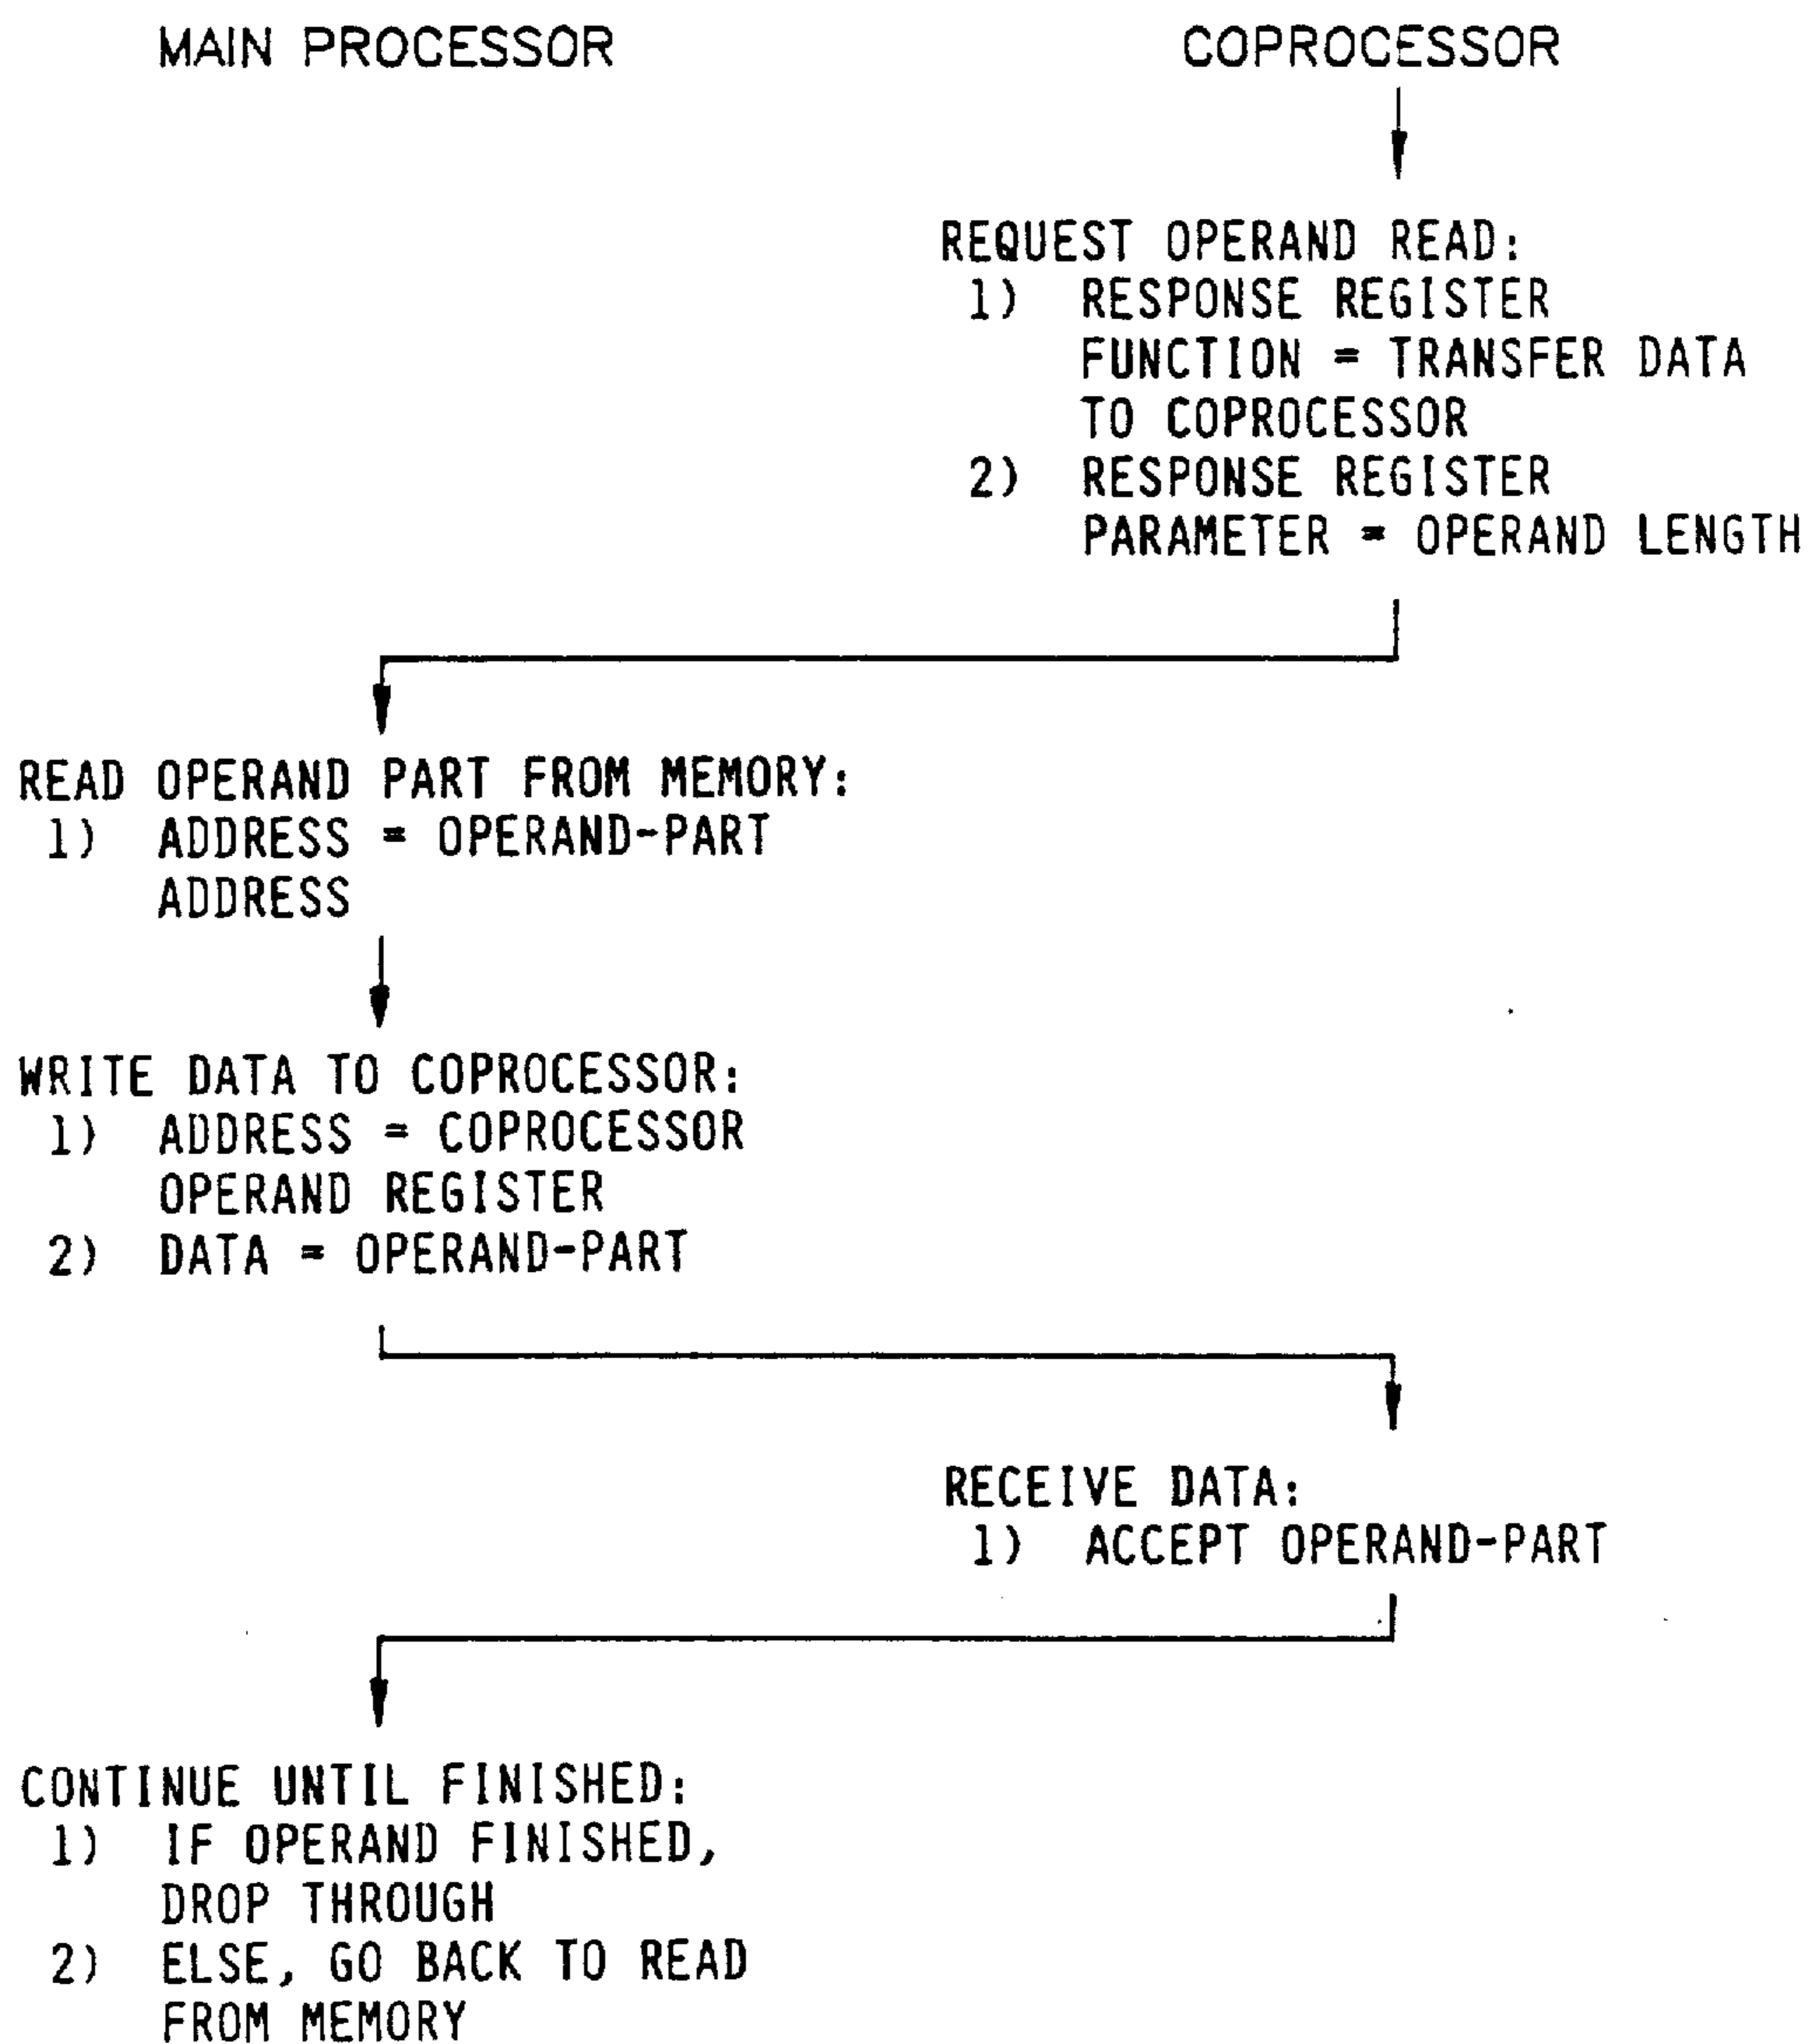 MAIN PROCESSOR
COPROCESSOR
REQUEST OPERAND READ:
1) RESPONSE REGISTER
FUNCTION = TRANSFER DATA
TO COPROCESSOR
2) RESPONSE REGISTER
PARAMETER = OPERAND LENGTH
READ OPERAND PART FROM MEMORY:
1) ADDRESS = OPERAND-PART
ADDRESS
WRITE DATA TO COPROCESSOR:
1) ADDRESS = COPROCESSOR
OPERAND REGISTER
2) DATA = OPERAND-PART
RECEIVE DATA:
1) ACCEPT OPERAND-PART
CONTINUE UNTIL FINISHED:
1) IF OPERAND FINISHED,
DROP THROUGH
2) ELSE, GO BACK TO READ
FROM MEMORY